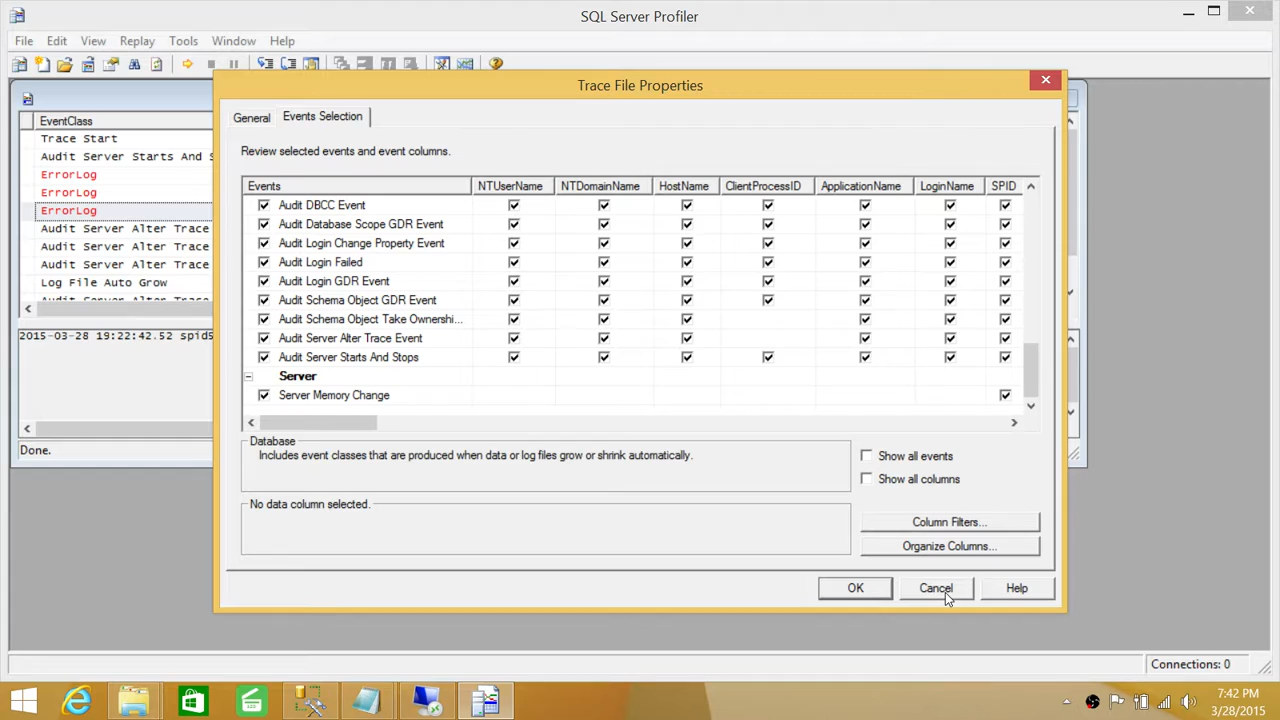 SQL Server Profiler
File Edit View Replay Tools Window Help
Trace File Properties
General Events Selection
Review selected events and event columns.
EventClass
Trace Start
Audit Server Starts And S
ErrorLog
ErrorLog
ErrorLog
Audit Server Alter Trace
Audit Server Alter Trace
Audit Server Alter Trace
Log File Auto Grow
Audit Server Alter Trace
2015-03-28 19:22:42.52 spid5
Done.
Events NTUserName NTDomainName HostName ClientProcessID ApplicationName LoginName SPID
Audit DBCC Event
Audit Database Scope GDR Event
Audit Login Change Property Event
Audit Login Failed
Audit Login GDR Event
Audit Schema Object GDR Event
Audit Schema Object Take Ownershi...
Audit Server Alter Trace Event
Audit Server Starts And Stops
Server
Server Memory Change
Database
Includes event classes that are produced when data or log files grow or shrink automatically.
No data column selected.
Show all events
Show all columns
Column Filters...
Organize Columns...
OK Cancel Help
Connections: 0
7:42 PM
3/28/2015